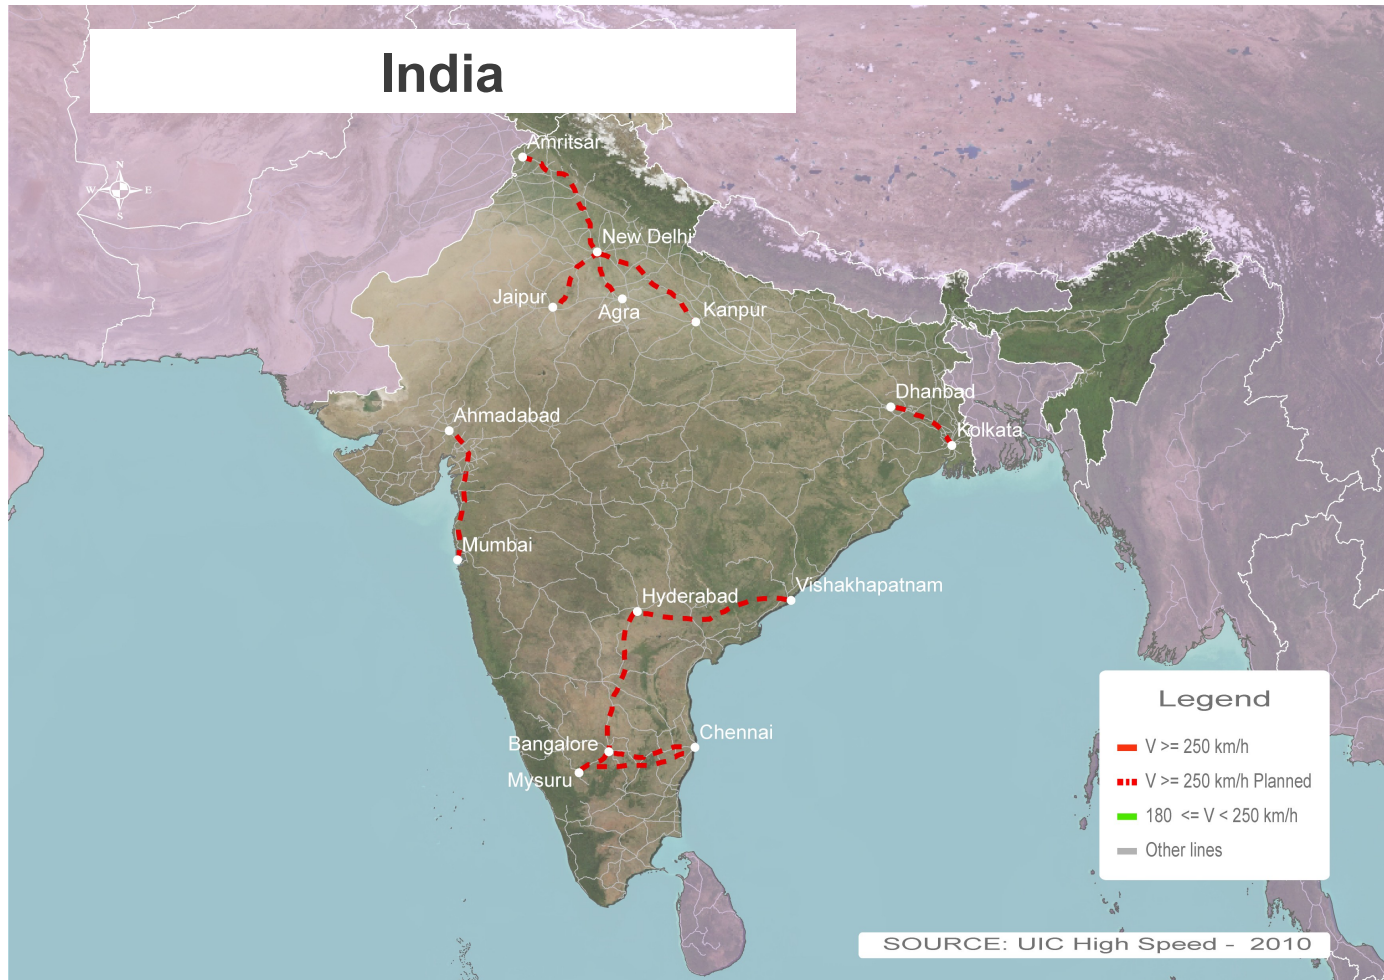 India
Amritsar
N
W E
S
New Delhi
Jaipur
Agra
Kanpur
Dhanbad
Kolkata
Ahmadabad
Mumbai
Vishakhapatnam
Hyderabad
Chennai
Bangalore
Mysuru
Legend
V >= 250 km/h
V >= 250 km/h Planned
180 <= V < 250 km/h
Other lines
SOURCE: UIC High Speed - 2010